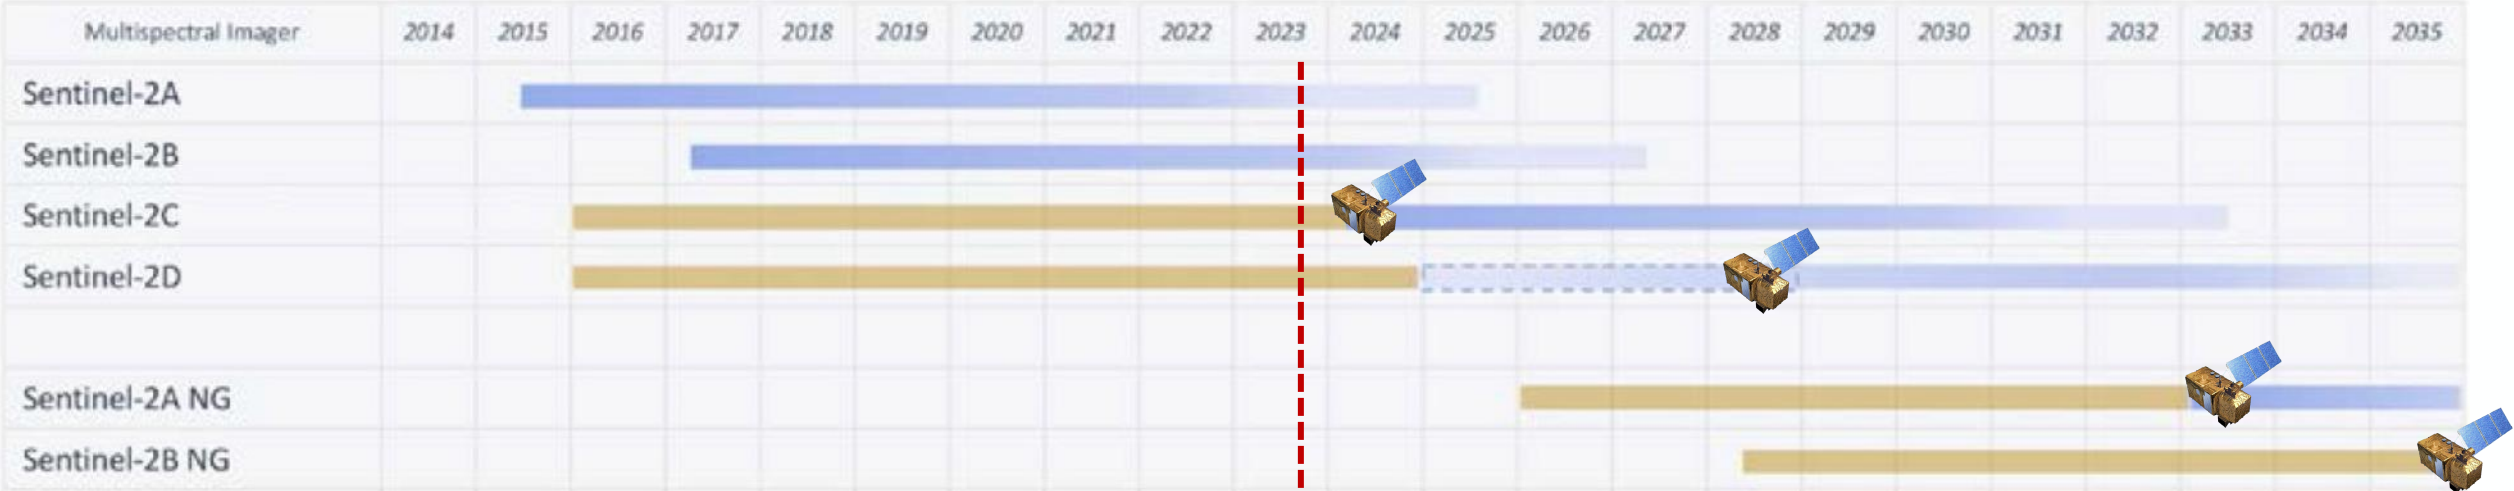 Multispectral Imager 2014 2015 2016 2017 2018 2019 2020 2021 2022 2023 2024 2025 2026 2027 2028 2029 2030 2031 2032 2033 2034 2035
Sentinel-2A
Sentinel-2B
Sentinel-2C
Sentinel-2D
Sentinel-2A NG
Sentinel-2B NG